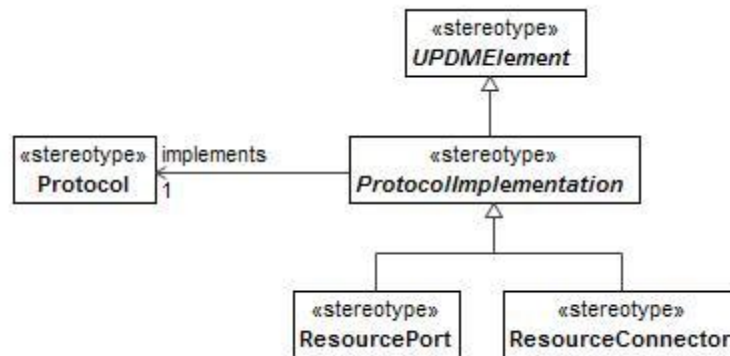 «stereotype»
UPDMElement
«stereotype»
Protocol
implements
1
«stereotype»
ProtocolImplementation
«stereotype»
ResourcePort
«stereotype»
ResourceConnector